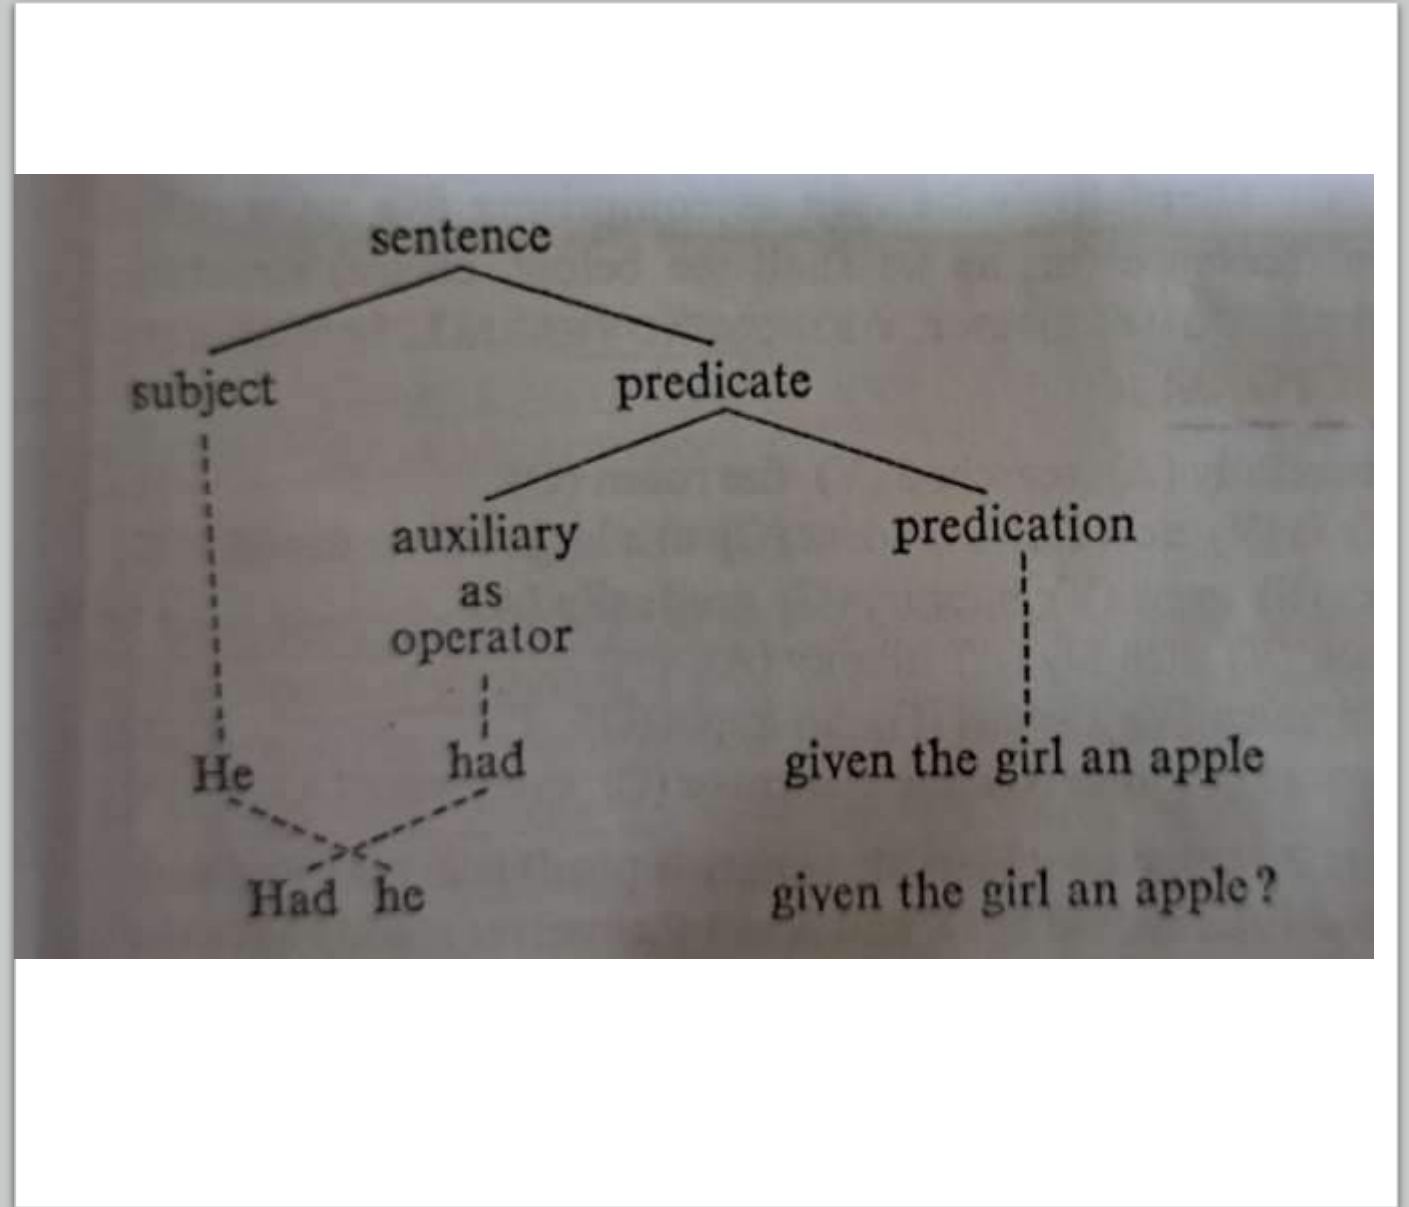 sentence
subject predicate
auxiliary predication
as
operator
He had given the girl an apple
Had he given the girl an apple?